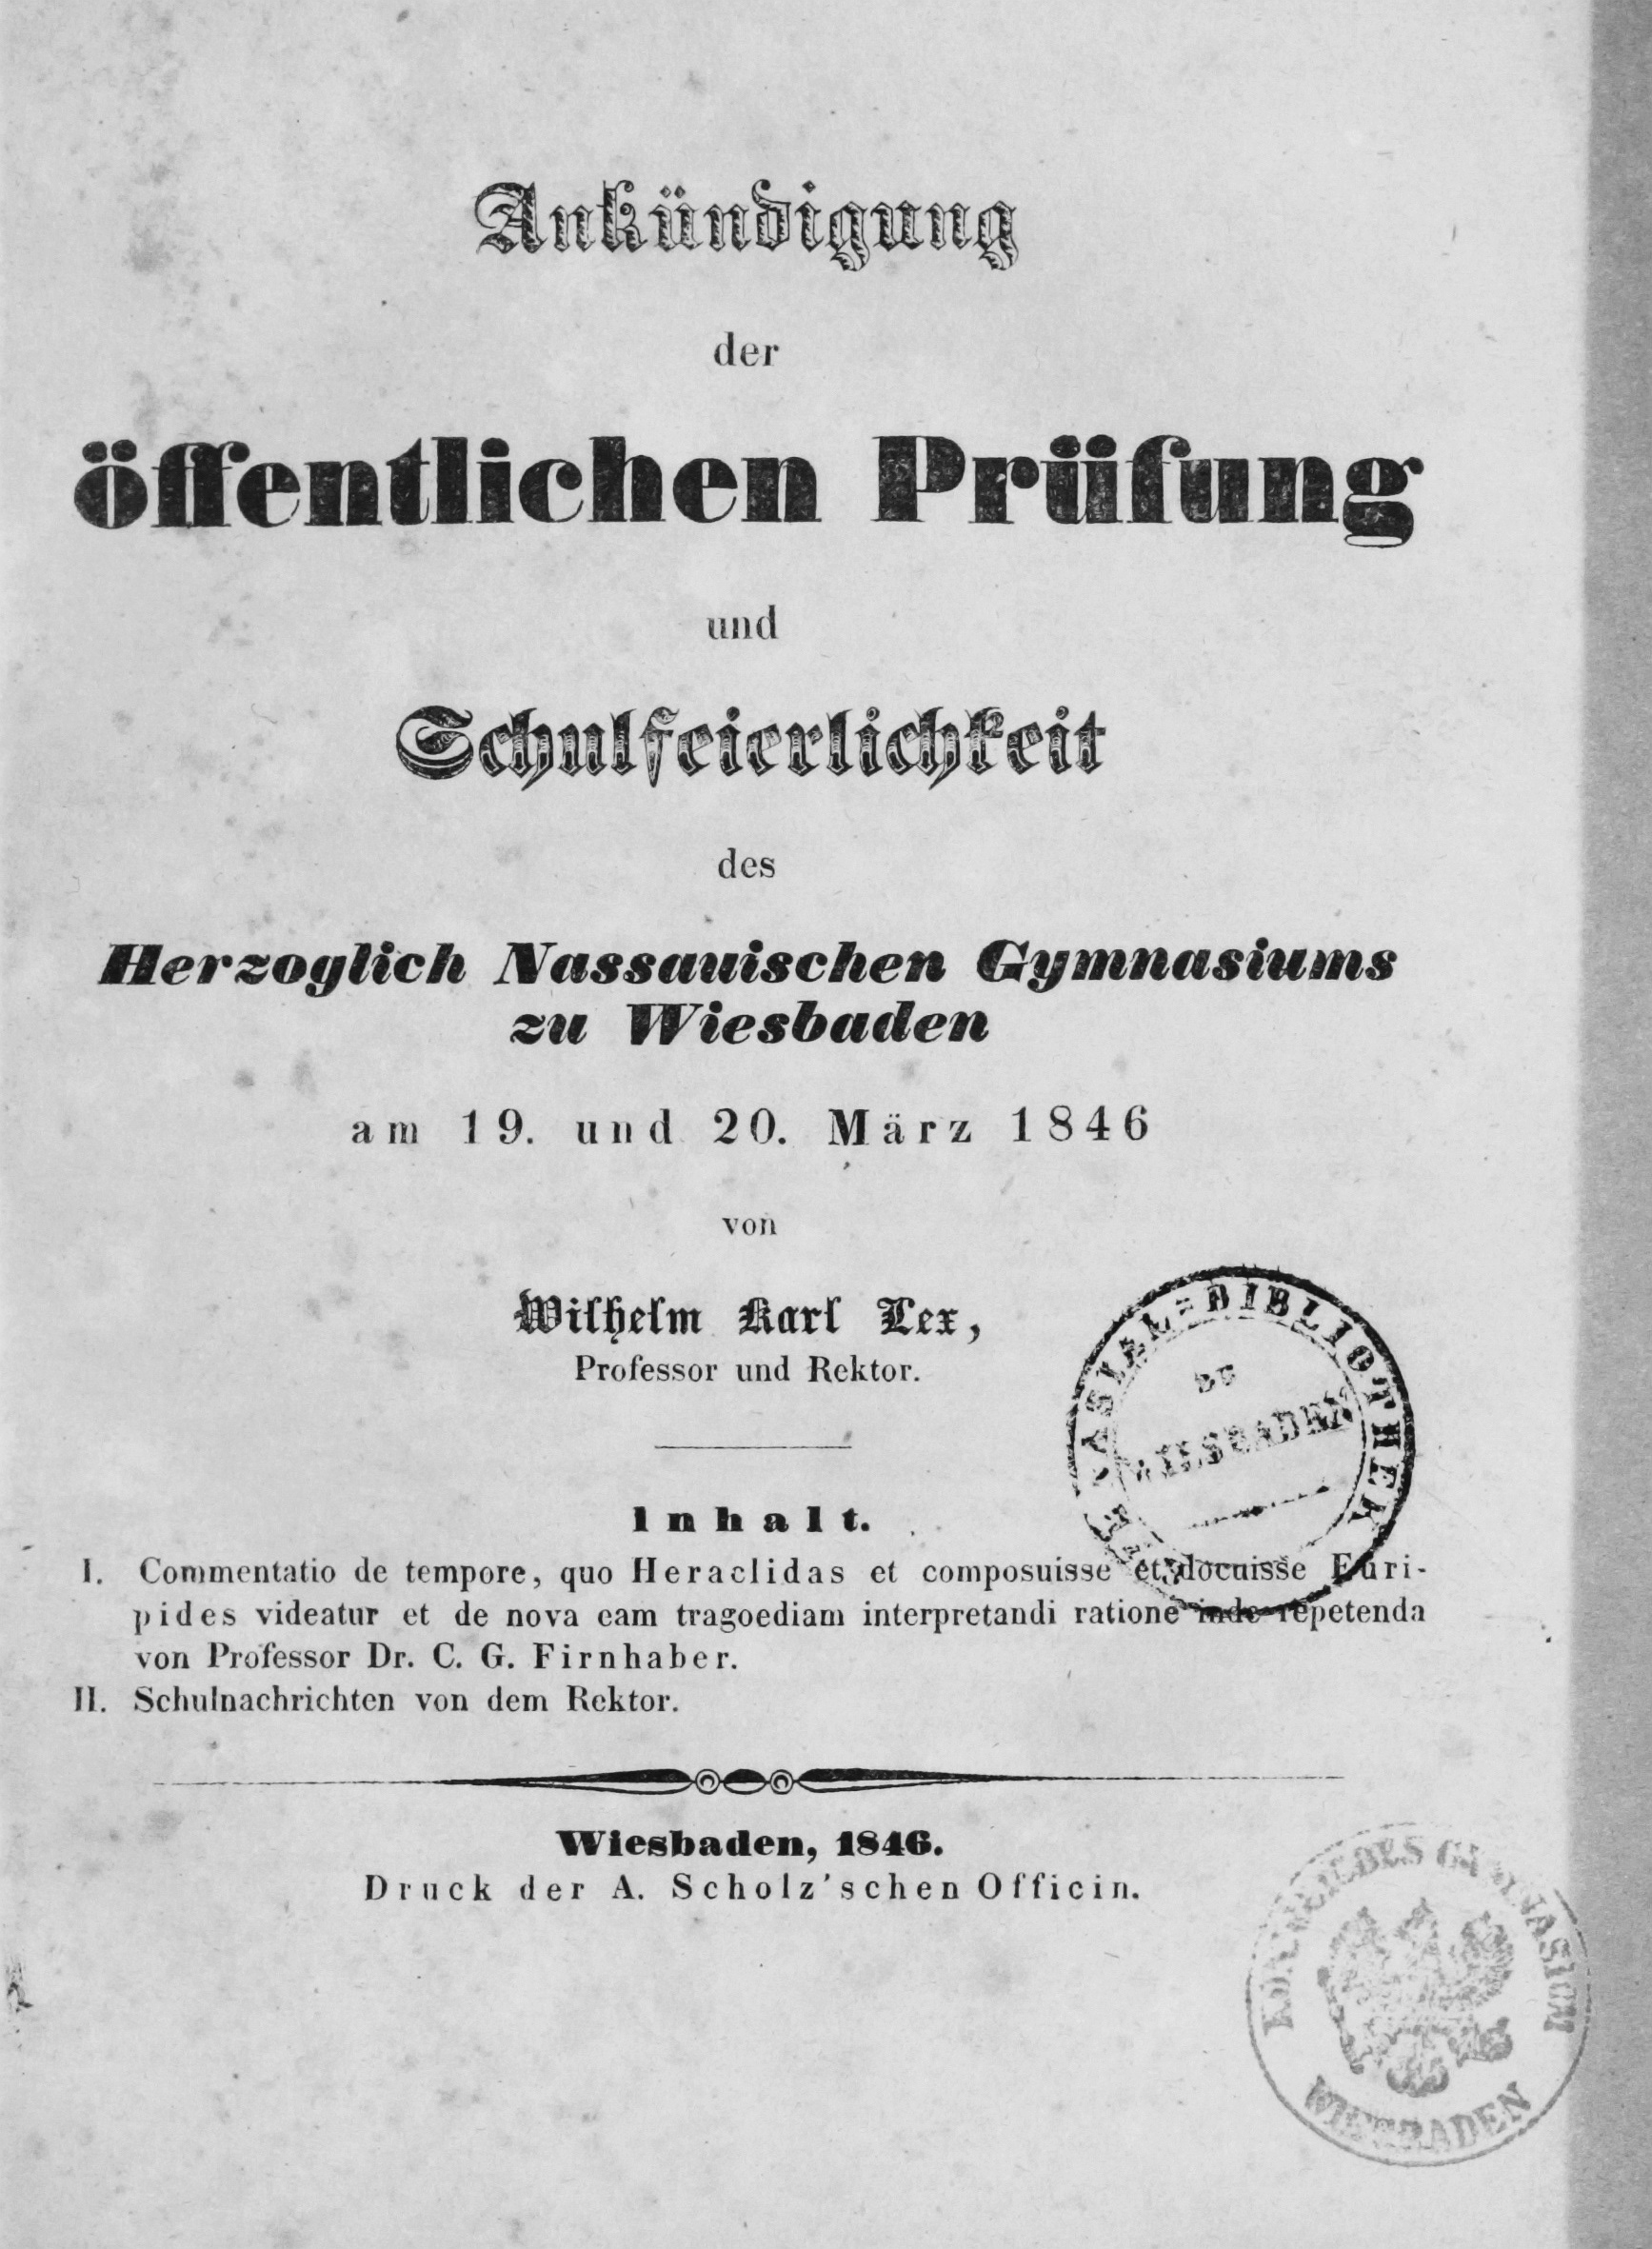 Ankündigung
der
öffentlichen Prüfung
und
Schulfeierlichkeit
des
Herzoglich Nassauischen Gymnasiums
zu Wiesbaden
am 19. und 20. März 1846
von
Wilhelm Karl Lex,
Professor und Rektor.
BIBLIOTHEK
WIESBADEN
Inhalt.
I. Commentatio de tempore, quo Heraclidas et composuisse et docuisse Euri-
pides videatur et de nova eam tragoediam interpretandi ratione inde repetenda
von Professor Dr. C. G. Firnhaber.
II. Schulnachrichten von dem Rektor.
Wiesbaden, 1846.
Druck der A. Scholz'schen Officin.
GYMNASIUM
WIESBADEN